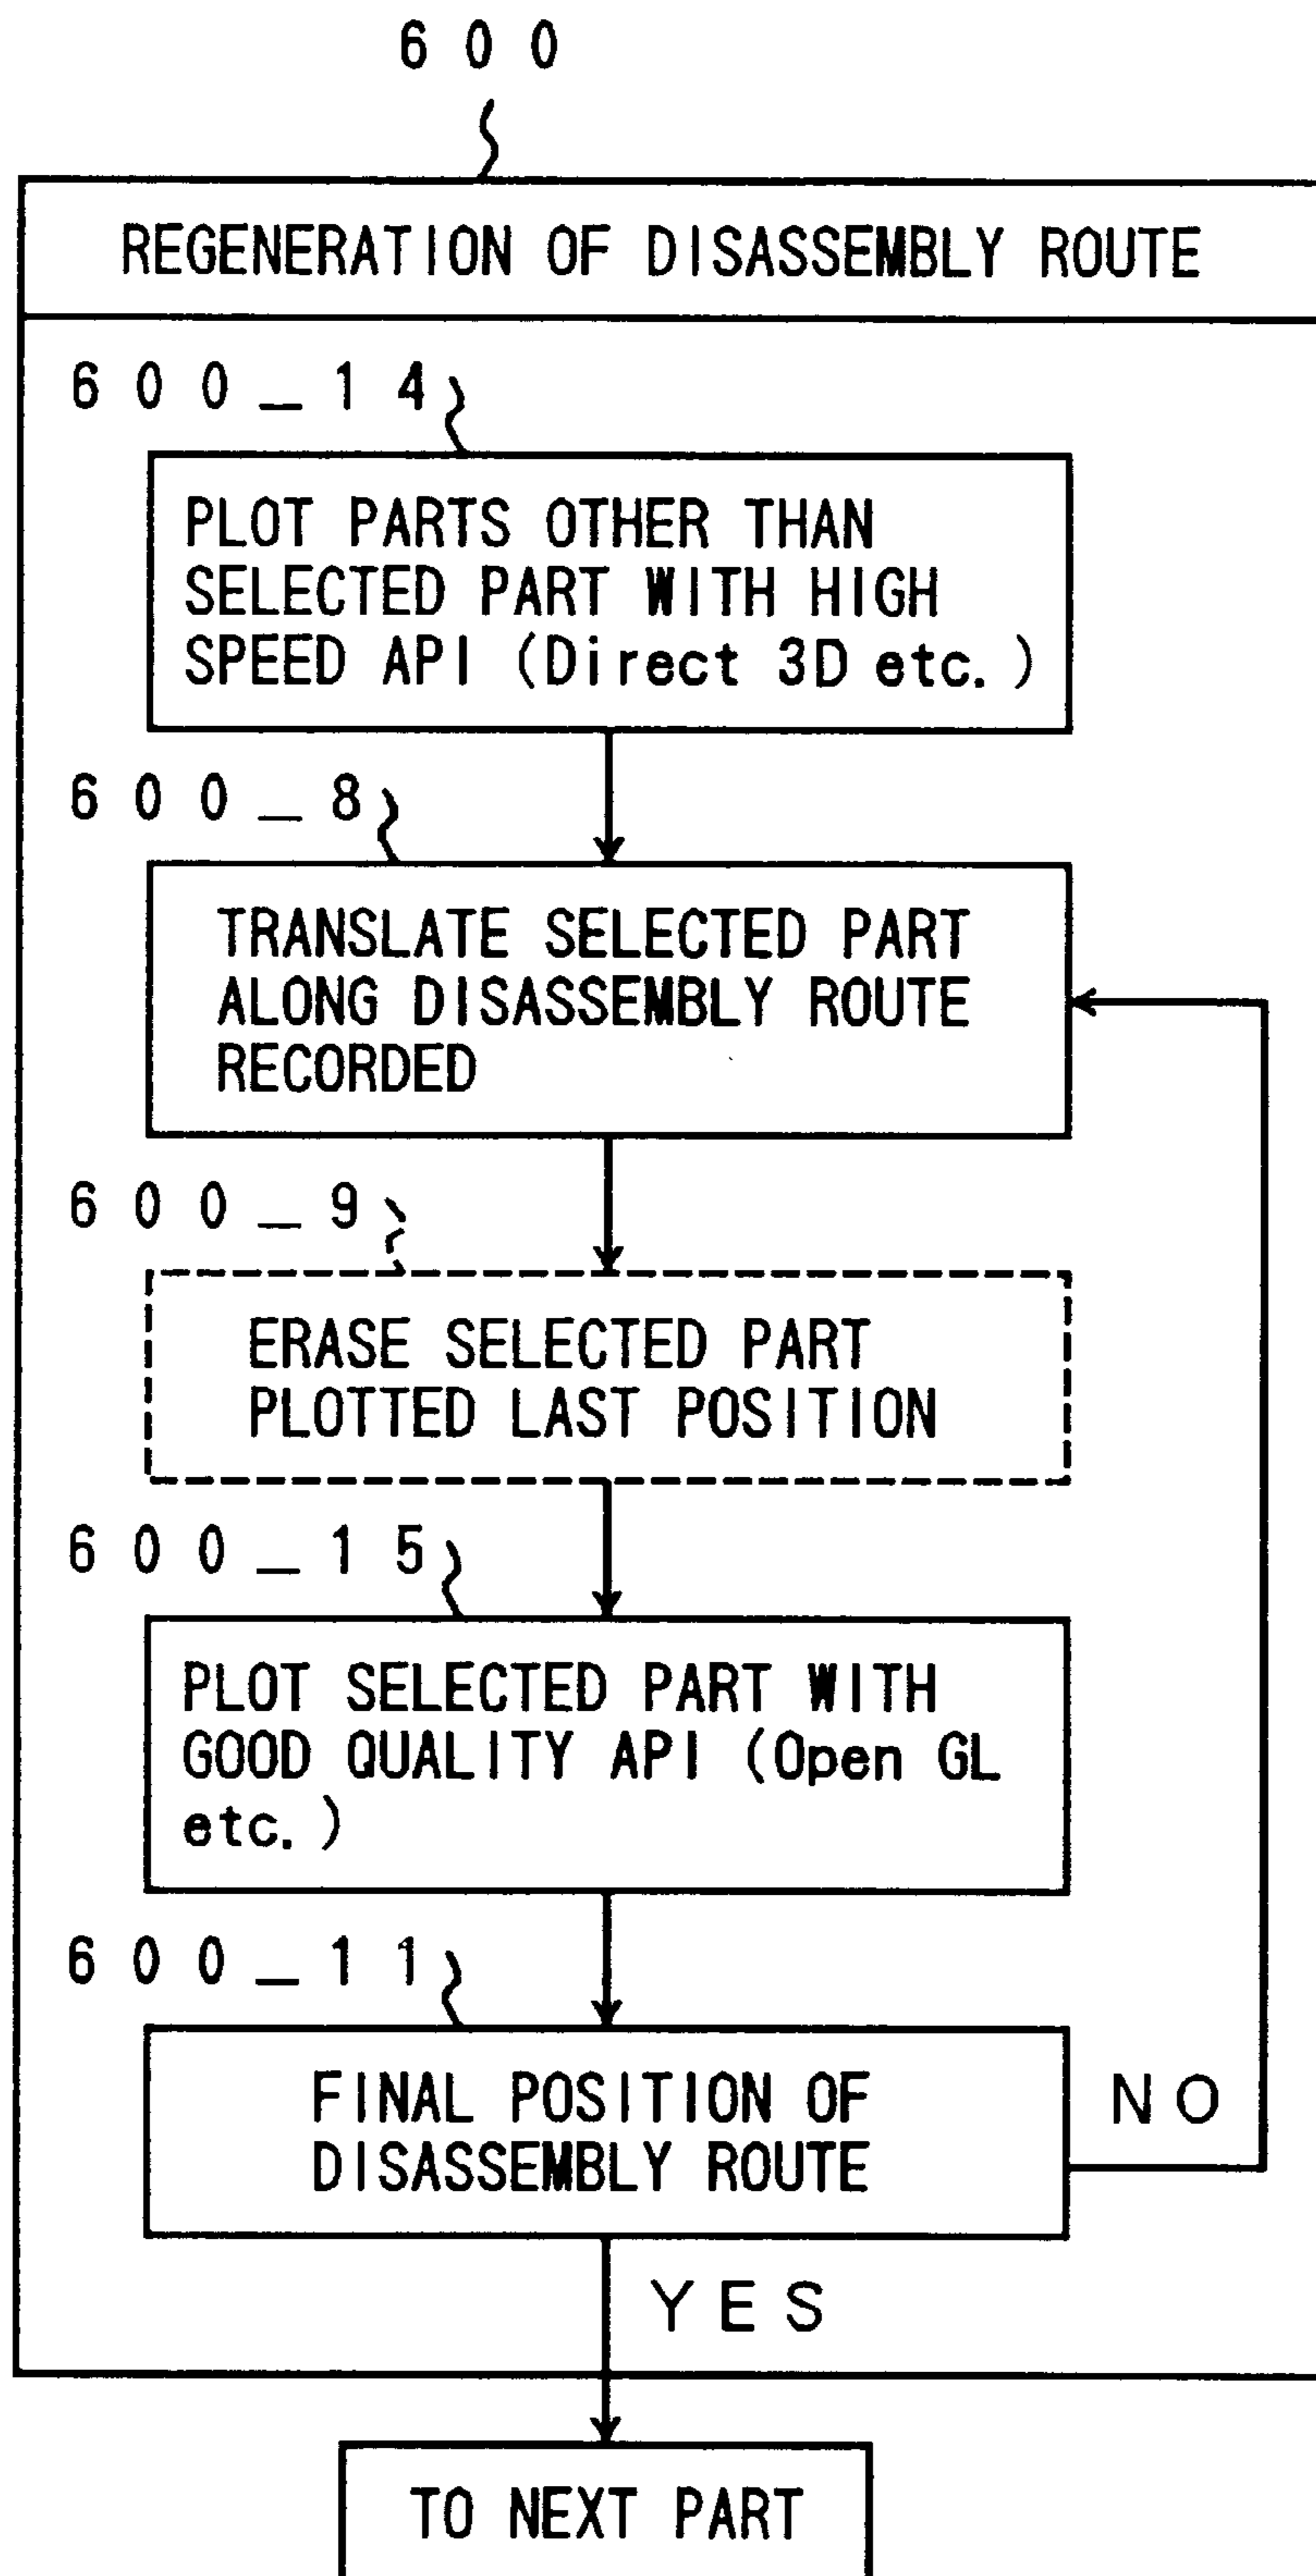 600
REGENERATION OF DISASSEMBLY ROUTE
600_14
PLOT PARTS OTHER THAN
SELECTED PART WITH HIGH
SPEED API (Direct 3D etc.)
600_8
TRANSLATE SELECTED PART
ALONG DISASSEMBLY ROUTE
RECORDED
600_9
ERASE SELECTED PART
PLOTTED LAST POSITION
600_15
PLOT SELECTED PART WITH
GOOD QUALITY API (Open GL
etc.)
600_11
FINAL POSITION OF
DISASSEMBLY ROUTE
NO
YES
TO NEXT PART